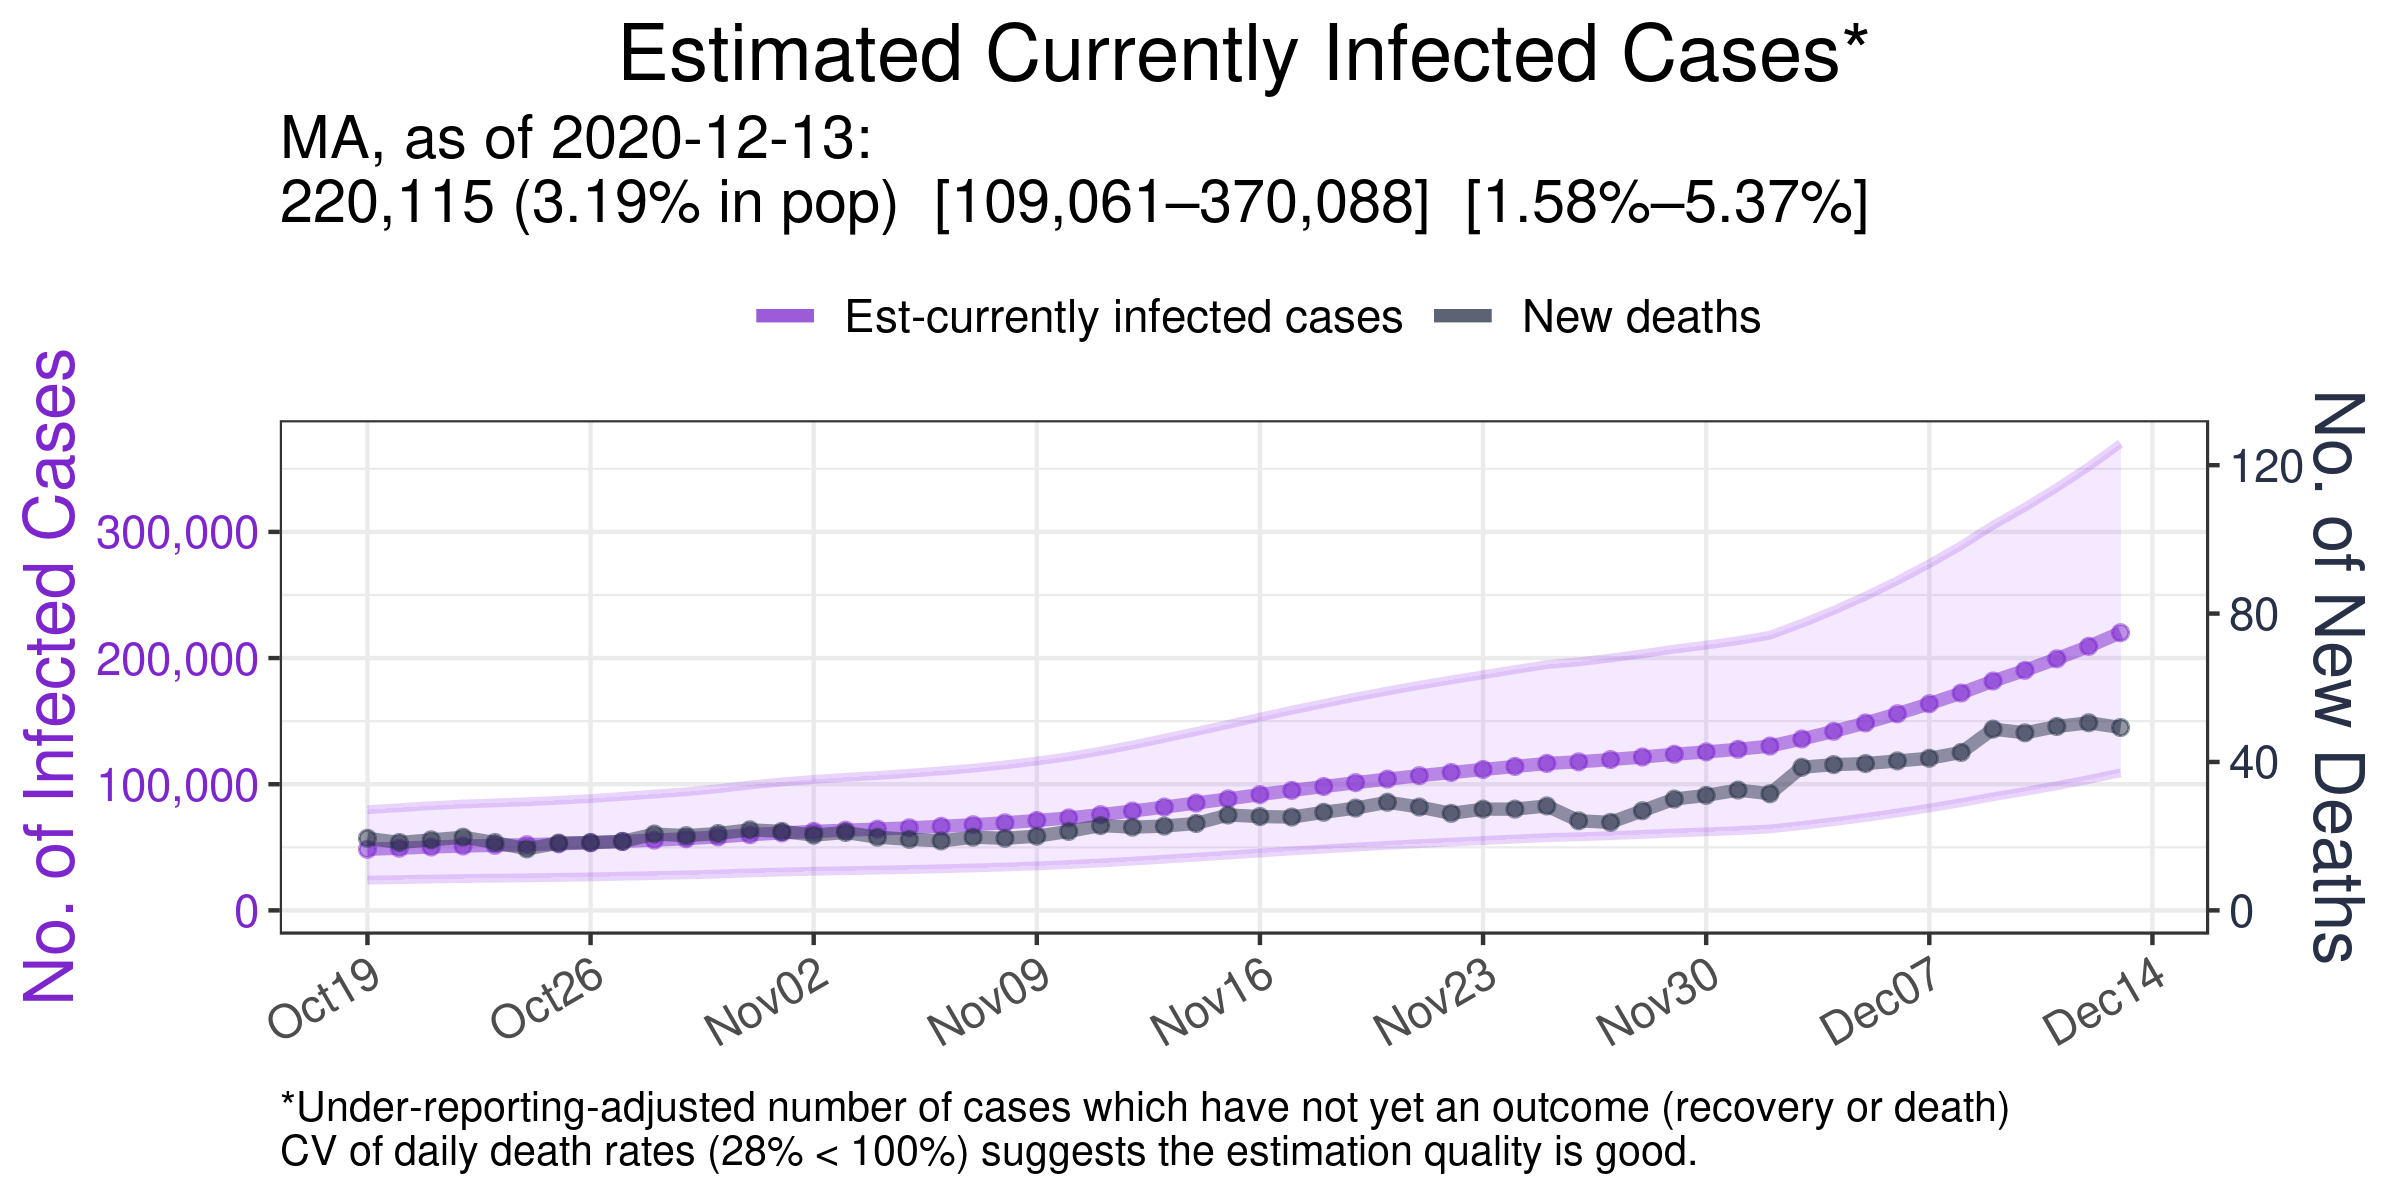 Estimated Currently Infected Cases*
MA, as of 2020-12-13:
220,115 (3.19% in pop)  [109,061–370,088]  [1.58%–5.37%]
Est-currently infected cases
New deaths
No. of Infected Cases
300,000
200,000
100,000
0
120
80
40
0
No. of New Deaths
Oct19
Oct26
Nov02
Nov09
Nov16
Nov23
Nov30
Dec07
Dec14
*Under-reporting-adjusted number of cases which have not yet an outcome (recovery or death)
CV of daily death rates (28% < 100%) suggests the estimation quality is good.